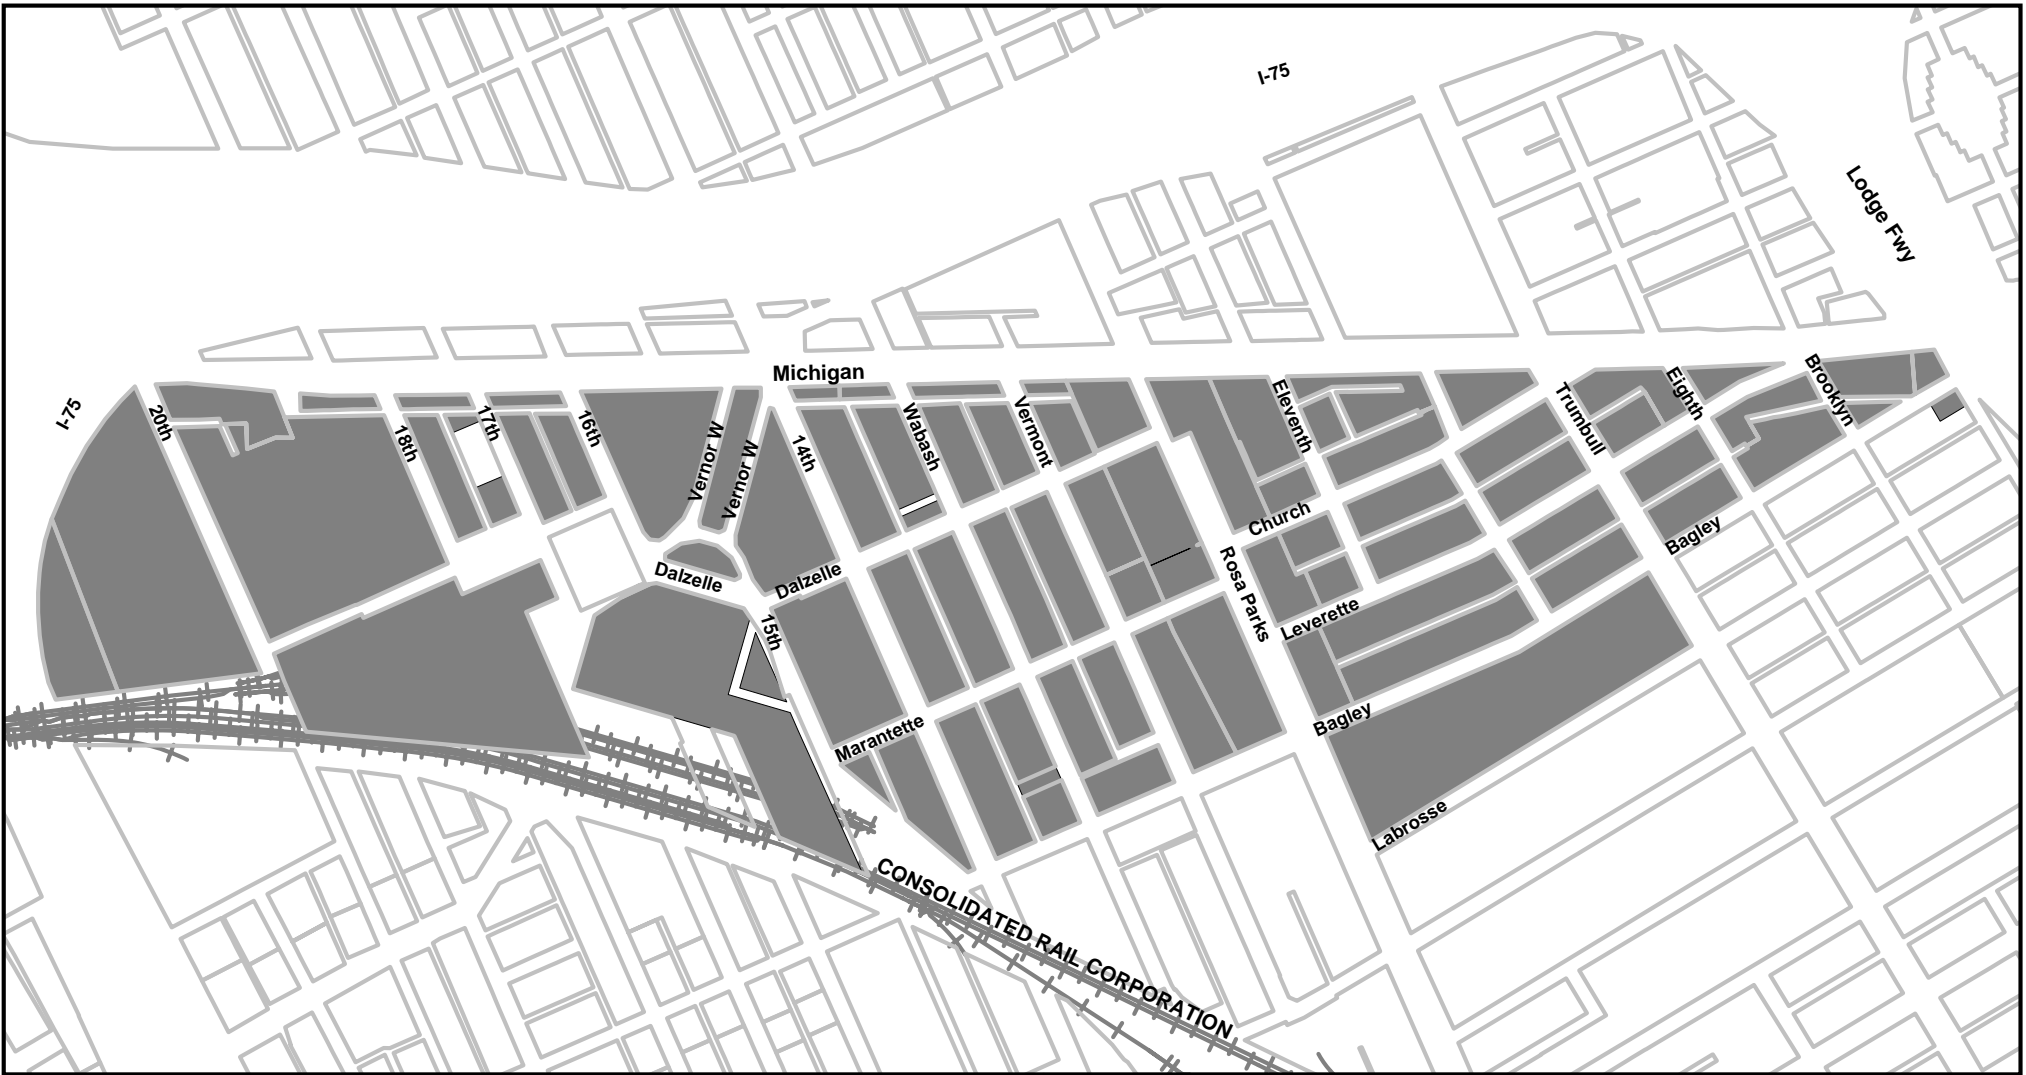 I-75
Lodge Fwy
Michigan
I-75
20th
18th
17th
16th
Vernor W
Vernor W
14th
Wabash
Vermont
Eleventh
Trumbull
Eighth
Brooklyn
Church
Bagley
Dalzelle
Dalzelle
15th
Rosa Parks
Leverette
Marantette
Bagley
Labrosse
CONSOLIDATED RAIL CORPORATION